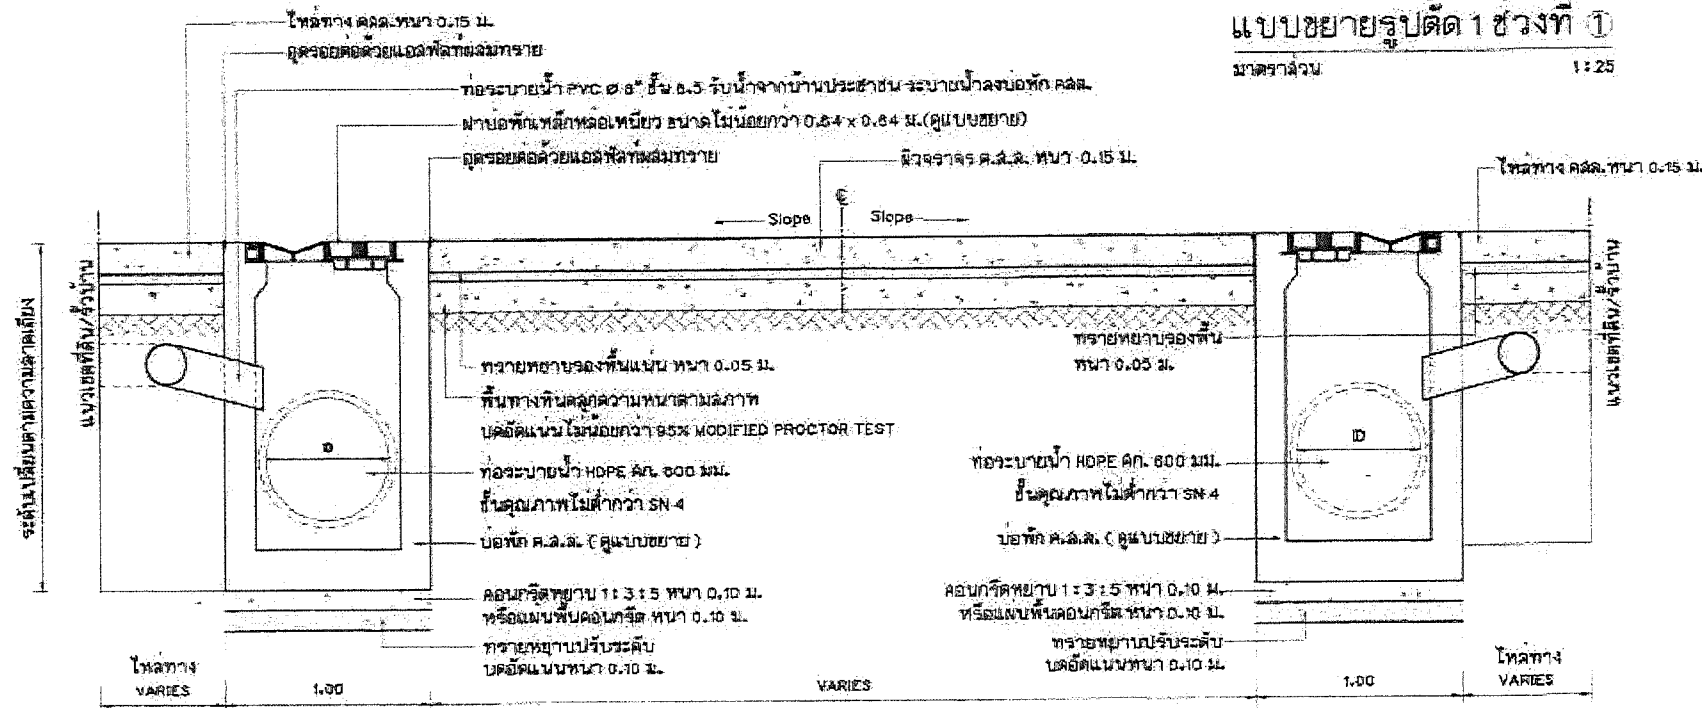 แบบขยายรูปตัด 1 ช่วงที่ 1
มาตราส่วน 1:25
ไหล่ทาง คสล.หนา 0.15 ม.
อุดรอยต่อด้วยแอสฟัลท์ผสมทราย
ท่อระบายน้ำ PVC Ø 8" ชั้น 8.5 รับน้ำจากบ้านประชาชน ระบายน้ำลงบ่อพัก คสล.
ฝาบ่อพักเหล็กหล่อเหนียว ขนาดไม่น้อยกว่า 0.64 x 0.64 ม.(ดูแบบขยาย)
อุดรอยต่อด้วยแอสฟัลท์ผสมทราย
ผิวจราจร ค.ส.ล. หนา 0.15 ม.
ไหล่ทาง คสล.หนา 0.15 ม.
Slope
Slope
ระดับเปลี่ยนตามความลาดเอียง
แนวเขตที่ดิน/รั้วบ้าน
แนวเขตที่ดิน/รั้วบ้าน
ทรายหยาบรองพื้นแน่น หนา 0.05 ม.
ทรายหยาบรองพื้น
หนา 0.05 ม.
พื้นทางหินคลุกความหนาตามสภาพ
บดอัดแน่นไม่น้อยกว่า 95% MODIFIED PROCTOR TEST
D
D
ท่อระบายน้ำ HDPE ศก. 600 มม.
ชั้นคุณภาพไม่ต่ำกว่า SN 4
ท่อระบายน้ำ HDPE ศก. 600 มม.
ชั้นคุณภาพไม่ต่ำกว่า SN 4
บ่อพัก ค.ส.ล. (ดูแบบขยาย)
บ่อพัก ค.ส.ล. (ดูแบบขยาย)
คอนกรีตหยาบ 1:3:5 หนา 0.10 ม.
หรือแผ่นพื้นคอนกรีต หนา 0.10 ม.
คอนกรีตหยาบ 1:3:5 หนา 0.10 ม.
หรือแผ่นพื้นคอนกรีต หนา 0.10 ม.
ทรายหยาบปรับระดับ
บดอัดแน่นหนา 0.10 ม.
ทรายหยาบปรับระดับ
บดอัดแน่นหนา 0.10 ม.
ไหล่ทาง
VARIES
1.00
VARIES
1.00
ไหล่ทาง
VARIES